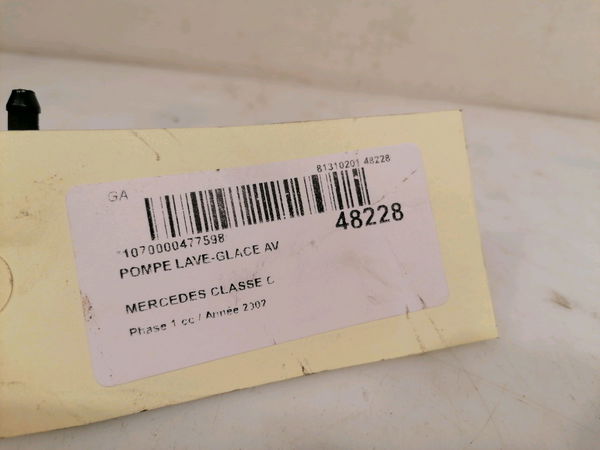 GA
81310201 48228
1070000477598
48228
POMPE LAVE-GLACE AV
MERCEDES CLASSE C
Phase 1 cc / Année 2002